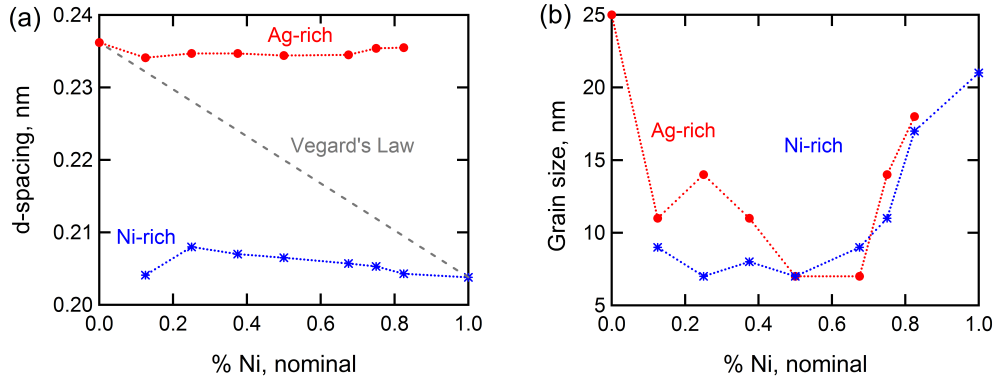 (a)
0.24
0.23
0.22
0.21
0.20
d-spacing, nm
Ag-rich
Vegard's Law
Ni-rich
0.0 0.2 0.4 0.6 0.8 1.0
% Ni, nominal
(b)
25
20
15
10
5
Grain size, nm
Ag-rich
Ni-rich
0.0 0.2 0.4 0.6 0.8 1.0
% Ni, nominal